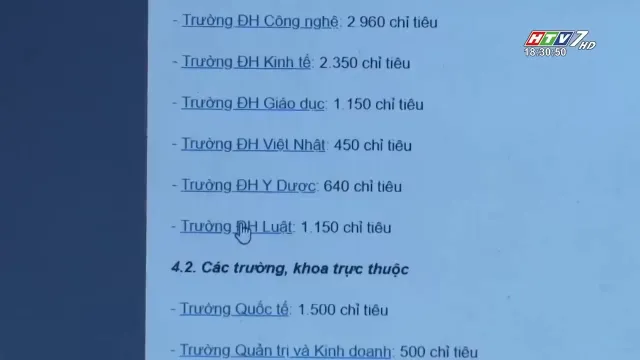 - Trường ĐH Công nghệ: 2.960 chỉ tiêu
HTV7 HD
18:30:50
- Trường ĐH Kinh tế: 2.350 chỉ tiêu
- Trường ĐH Giáo dục: 1.150 chỉ tiêu
- Trường ĐH Việt Nhật: 450 chỉ tiêu
- Trường ĐH Y Dược: 640 chỉ tiêu
- Trường ĐH Luật: 1.150 chỉ tiêu
4.2. Các trường, khoa trực thuộc
- Trường Quốc tế: 1.500 chỉ tiêu
- Trường Quản trị và Kinh doanh: 500 chỉ tiêu